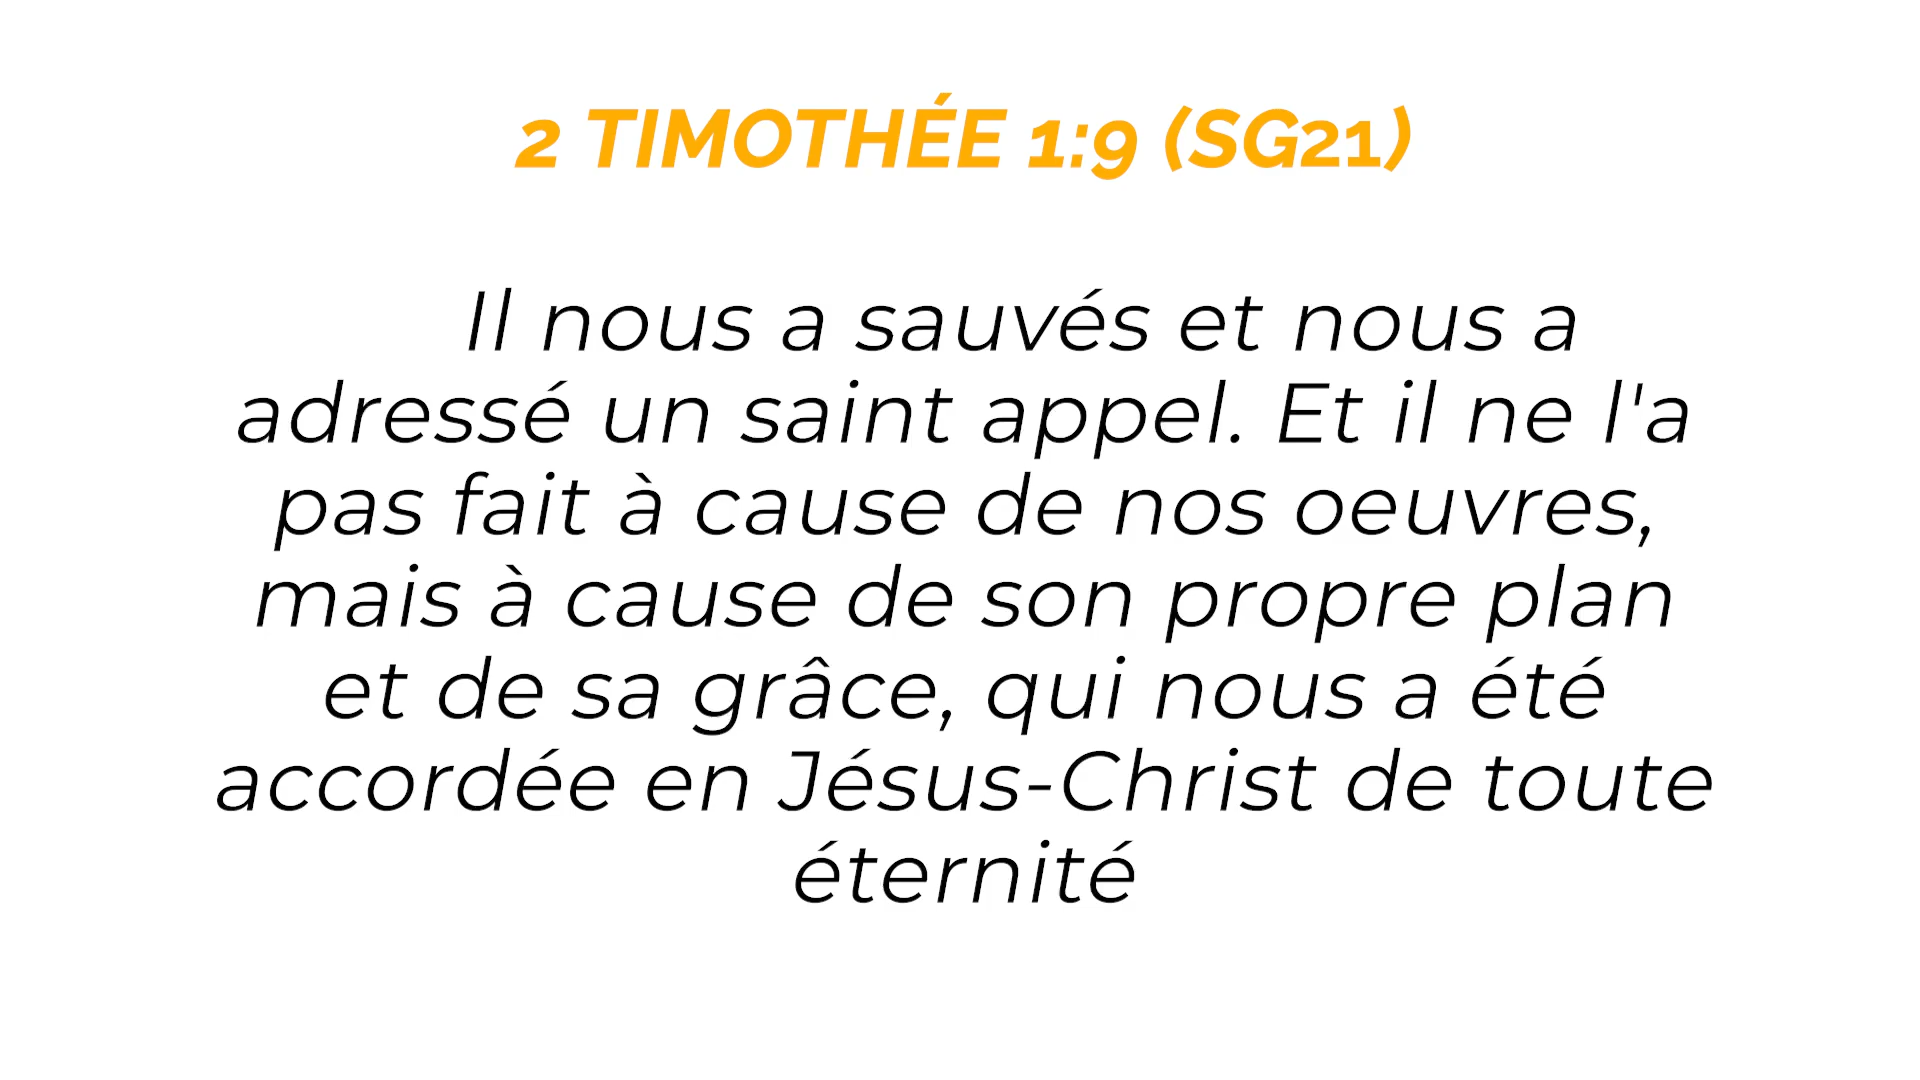 2 TIMOTHÉE 1:9 (SG21)
Il nous a sauvés et nous a
adressé un saint appel. Et il ne l'a
pas fait à cause de nos oeuvres,
mais à cause de son propre plan
et de sa grâce, qui nous a été
accordée en Jésus-Christ de toute
éternité